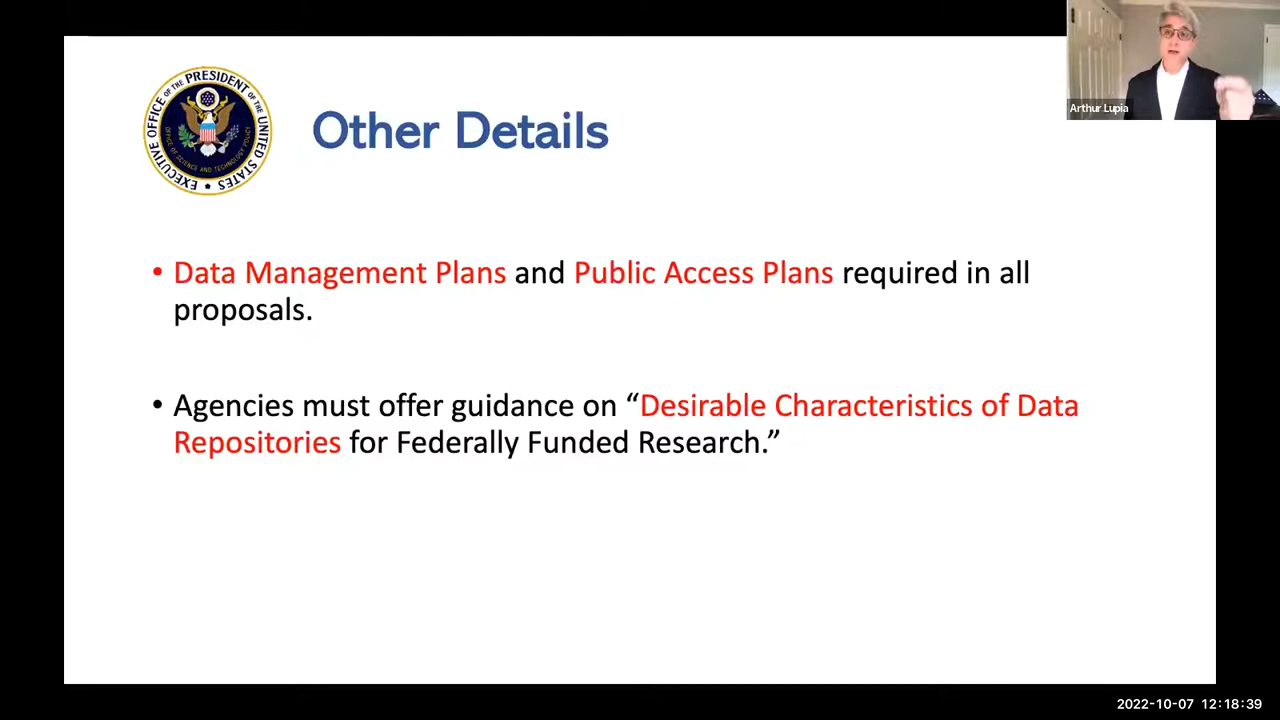 EXECUTIVE OFFICE OF THE PRESIDENT OF THE UNITED STATES
OFFICE OF SCIENCE AND TECHNOLOGY POLICY
Other Details
Arthur Lupia
• Data Management Plans and Public Access Plans required in all
proposals.
• Agencies must offer guidance on “Desirable Characteristics of Data
Repositories for Federally Funded Research.”
2022-10-07 12:18:39